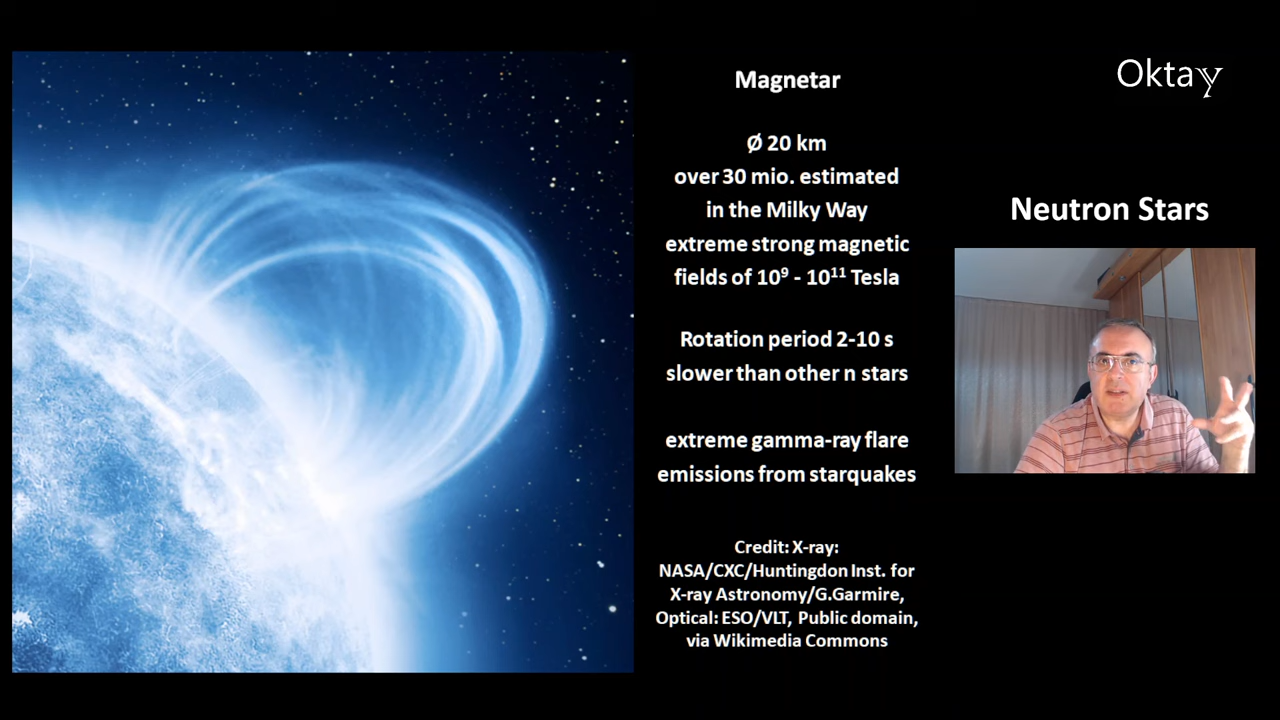 Magnetar
Ø 20 km
over 30 mio. estimated
in the Milky Way
extreme strong magnetic
fields of 10⁹ - 10¹¹ Tesla
Rotation period 2-10 s
slower than other n stars
extreme gamma-ray flare
emissions from starquakes
Credit: X-ray:
NASA/CXC/Huntingdon Inst. for
X-ray Astronomy/G.Garmire,
Optical: ESO/VLT, Public domain,
via Wikimedia Commons
Oktay
Neutron Stars